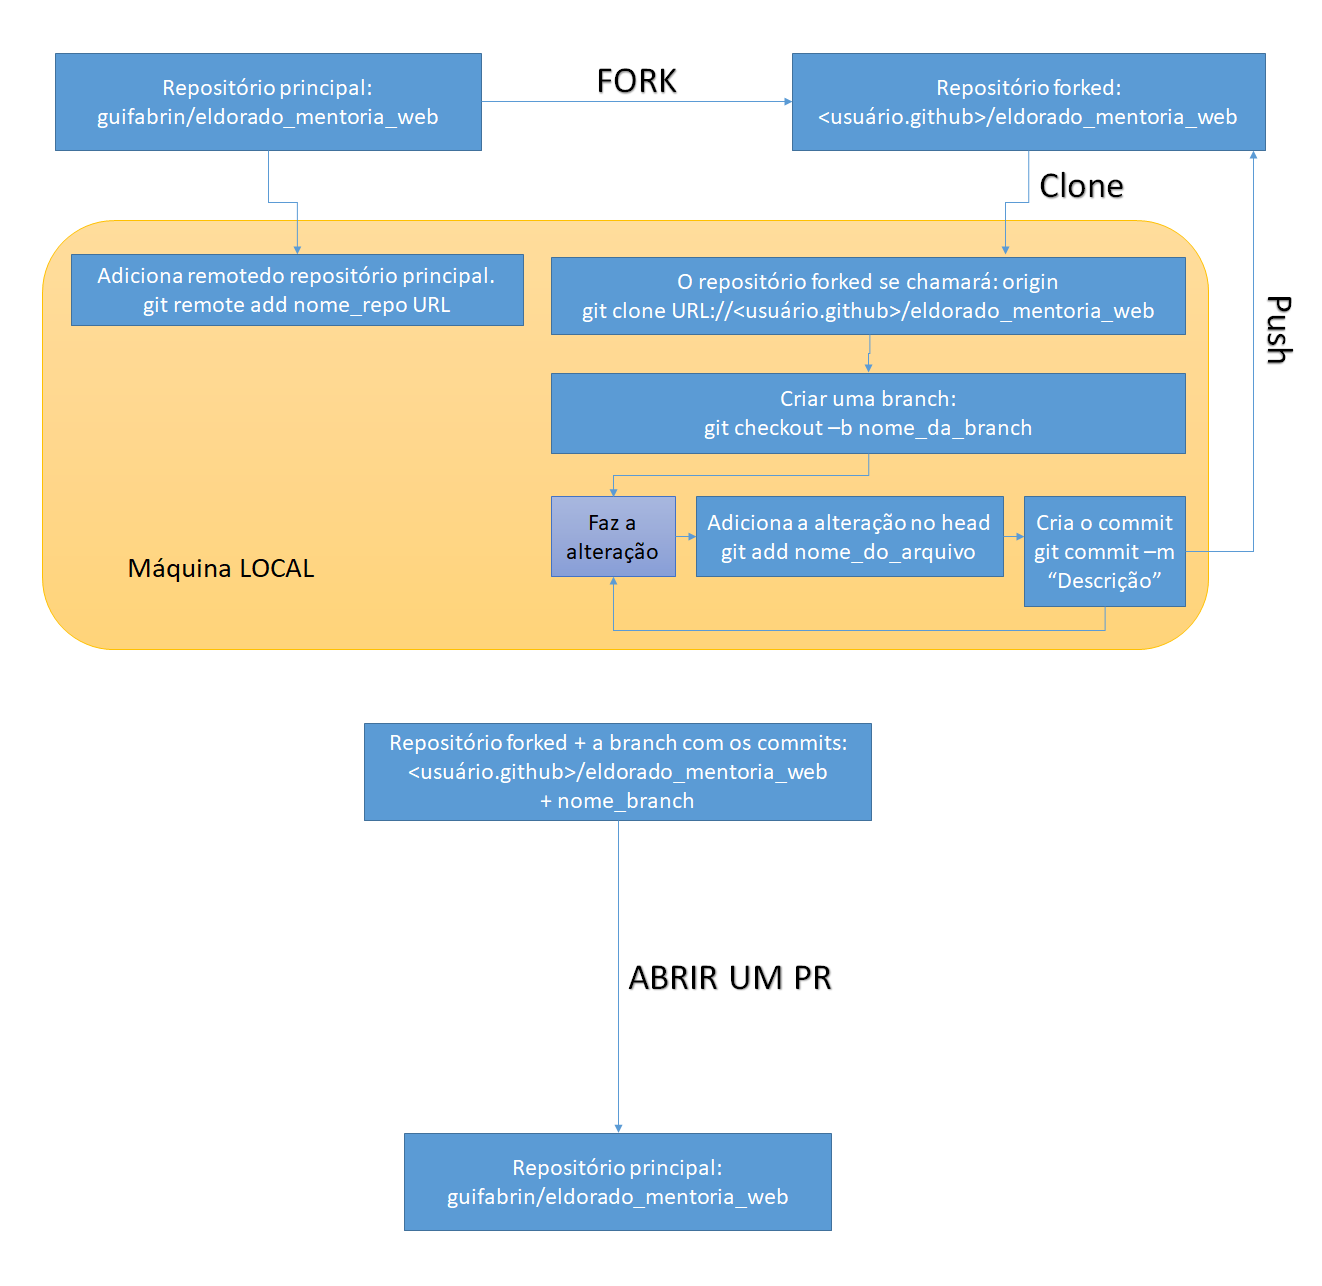 Repositório principal:
guifabrin/eldorado_mentoria_web
FORK
Repositório forked:
<usuário.github>/eldorado_mentoria_web
Clone
Adiciona remotedo repositório principal.
git remote add nome_repo URL
O repositório forked se chamará: origin
git clone URL://<usuário.github>/eldorado_mentoria_web
Push
Criar uma branch:
git checkout –b nome_da_branch
Faz a
alteração
Adiciona a alteração no head
git add nome_do_arquivo
Cria o commit
git commit –m
“Descrição”
Máquina LOCAL
Repositório forked + a branch com os commits:
<usuário.github>/eldorado_mentoria_web
+ nome_branch
ABRIR UM PR
Repositório principal:
guifabrin/eldorado_mentoria_web